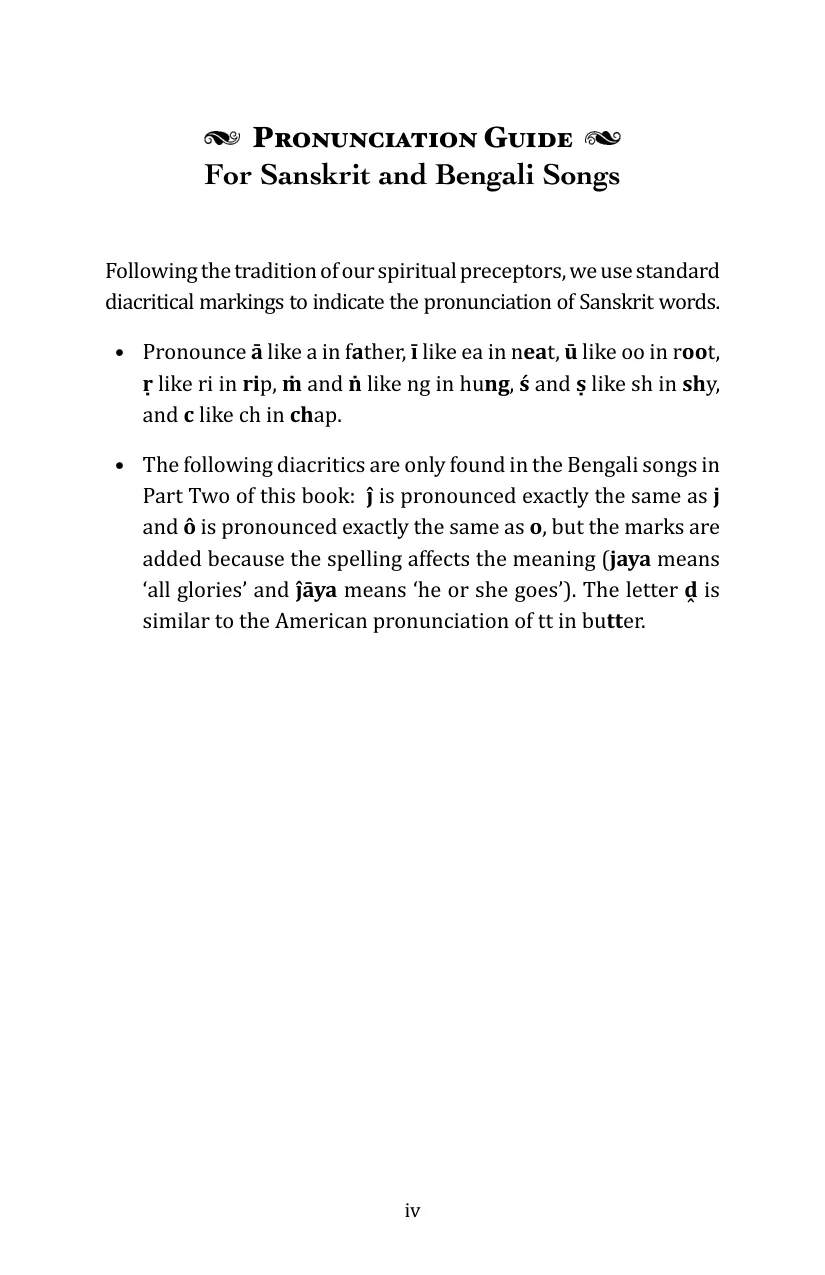 Pronunciation Guide
For Sanskrit and Bengali Songs
Following the tradition of our spiritual preceptors, we use standard
diacritical markings to indicate the pronunciation of Sanskrit words.
• Pronounce ā like a in father, ī like ea in neat, ū like oo in root,
ṛ like ri in rip, ṁ and ṅ like ng in hung, ś and ṣ like sh in shy,
and c like ch in chap.
• The following diacritics are only found in the Bengali songs in
Part Two of this book: ĵ is pronounced exactly the same as j
and ô is pronounced exactly the same as o, but the marks are
added because the spelling affects the meaning (jaya means
‘all glories’ and ĵāya means ‘he or she goes’). The letter ḍ̭ is
similar to the American pronunciation of tt in butter.
iv